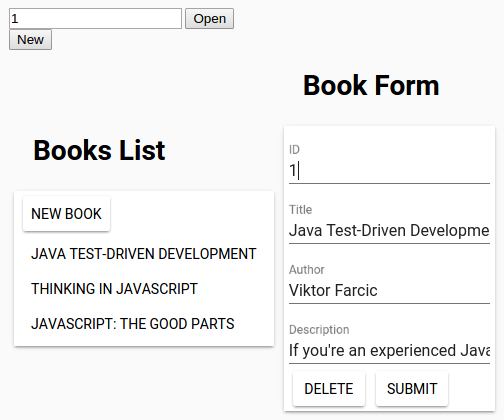 1 Open
New
Books List
NEW BOOK
JAVA TEST-DRIVEN DEVELOPMENT
THINKING IN JAVASCRIPT
JAVASCRIPT: THE GOOD PARTS
Book Form
ID
1
Title
Java Test-Driven Developme
Author
Viktor Farcic
Description
If you're an experienced Java
DELETE SUBMIT